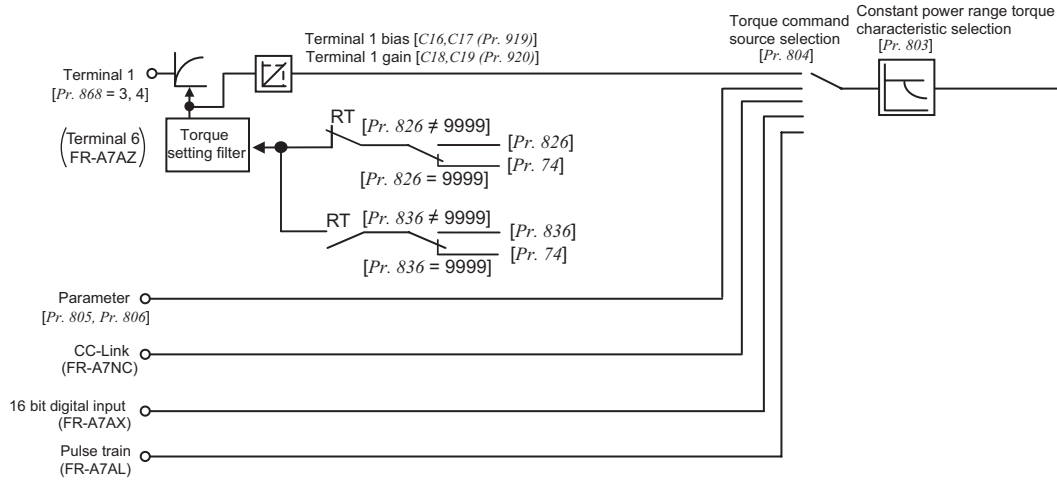 Terminal 1
[Pr. 868 = 3, 4]
(Terminal 6
FR-A7AZ)
Torque
setting filter
Terminal 1 bias [C16,C17 (Pr. 919)]
Terminal 1 gain [C18,C19 (Pr. 920)]
Torque command
source selection
[Pr. 804]
Constant power range torque
characteristic selection
[Pr. 803]
RT
[Pr. 826 ≠ 9999]
[Pr. 826]
[Pr. 74]
[Pr. 826 = 9999]
RT
[Pr. 836 ≠ 9999]
[Pr. 836]
[Pr. 74]
[Pr. 836 = 9999]
Parameter
[Pr. 805, Pr. 806]
CC-Link
(FR-A7NC)
16 bit digital input
(FR-A7AX)
Pulse train
(FR-A7AL)